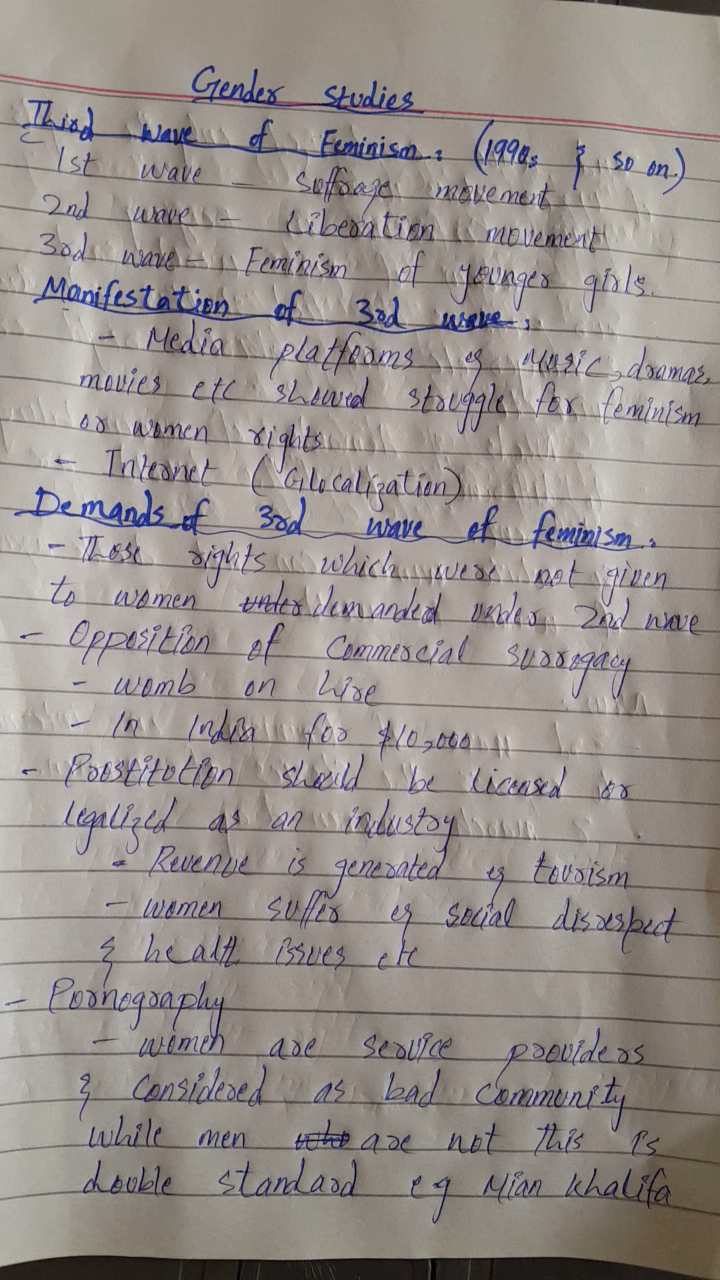 Gender studies
Third wave of Feminism: (1990s & so on)
1st wave – Suffrage movement
2nd wave – Liberation movement
3rd wave – Feminism of younger girls.
Manifestation of 3rd wave:
- Media platforms eg Music, dramas,
movies etc showed struggle for feminism
or women rights
- Internet (Glocalization)
Demands of 3rd wave of feminism:
- Those rights which were not given
to women under demanded under 2nd wave
- Opposition of Commercial surrogacy
- womb on hire
- In India for $10,000
- Prostitution should be licensed or
legalized as an industry
- Revenue is generated eg tourism
- women suffer eg social disrespect
& health issues etc
- Pornography
- women are service providers
& Considered as bad Community
while men who are not this is
double standard eg Mian Khalifa